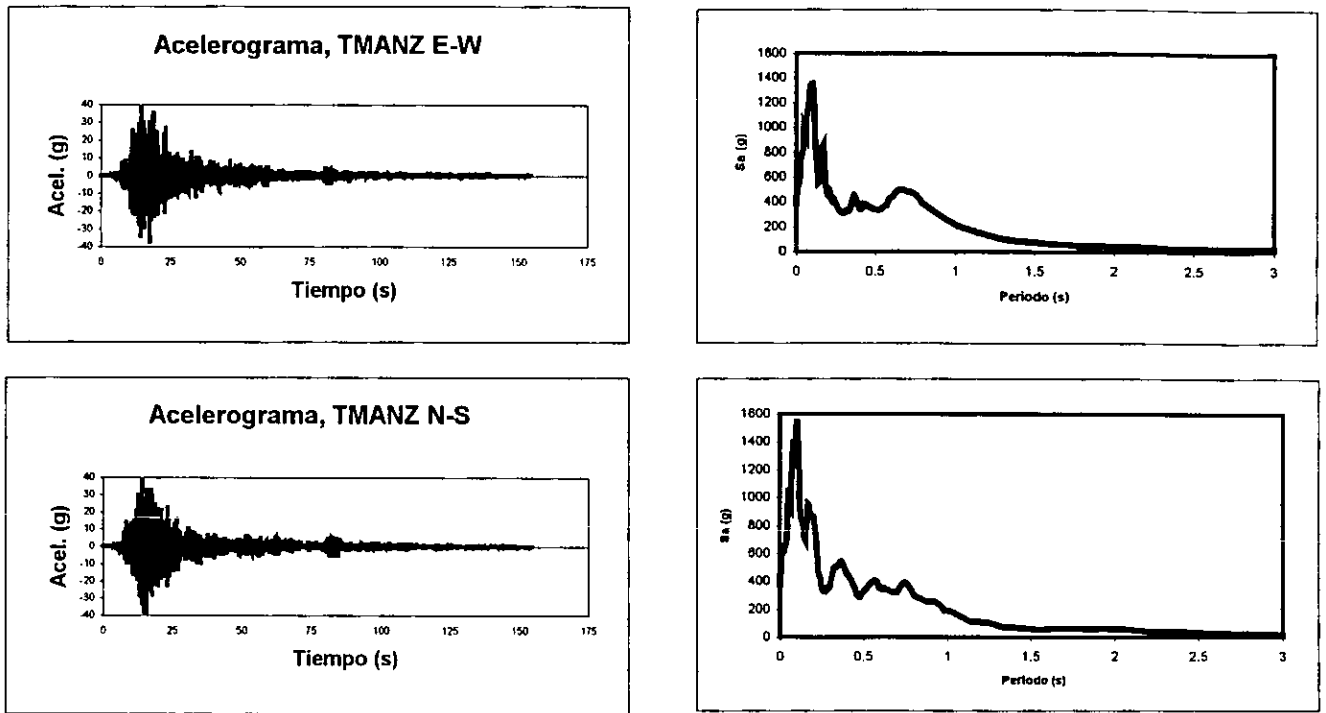 Acelerograma, TMANZ E-W
Acel. (g)
40
30
20
10
0
-10
-20
-30
-40
0 25 50 75 100 125 150 175
Tiempo (s)
Sa (g)
1600
1400
1200
1000
800
600
400
200
0
0 0.5 1 1.5 2 2.5 3
Periodo (s)
Acelerograma, TMANZ N-S
Acel. (g)
40
30
20
10
0
-10
-20
-30
-40
0 25 50 75 100 125 150 175
Tiempo (s)
Sa (g)
1600
1400
1200
1000
800
600
400
200
0
0 0.5 1 1.5 2 2.5 3
Periodo (s)